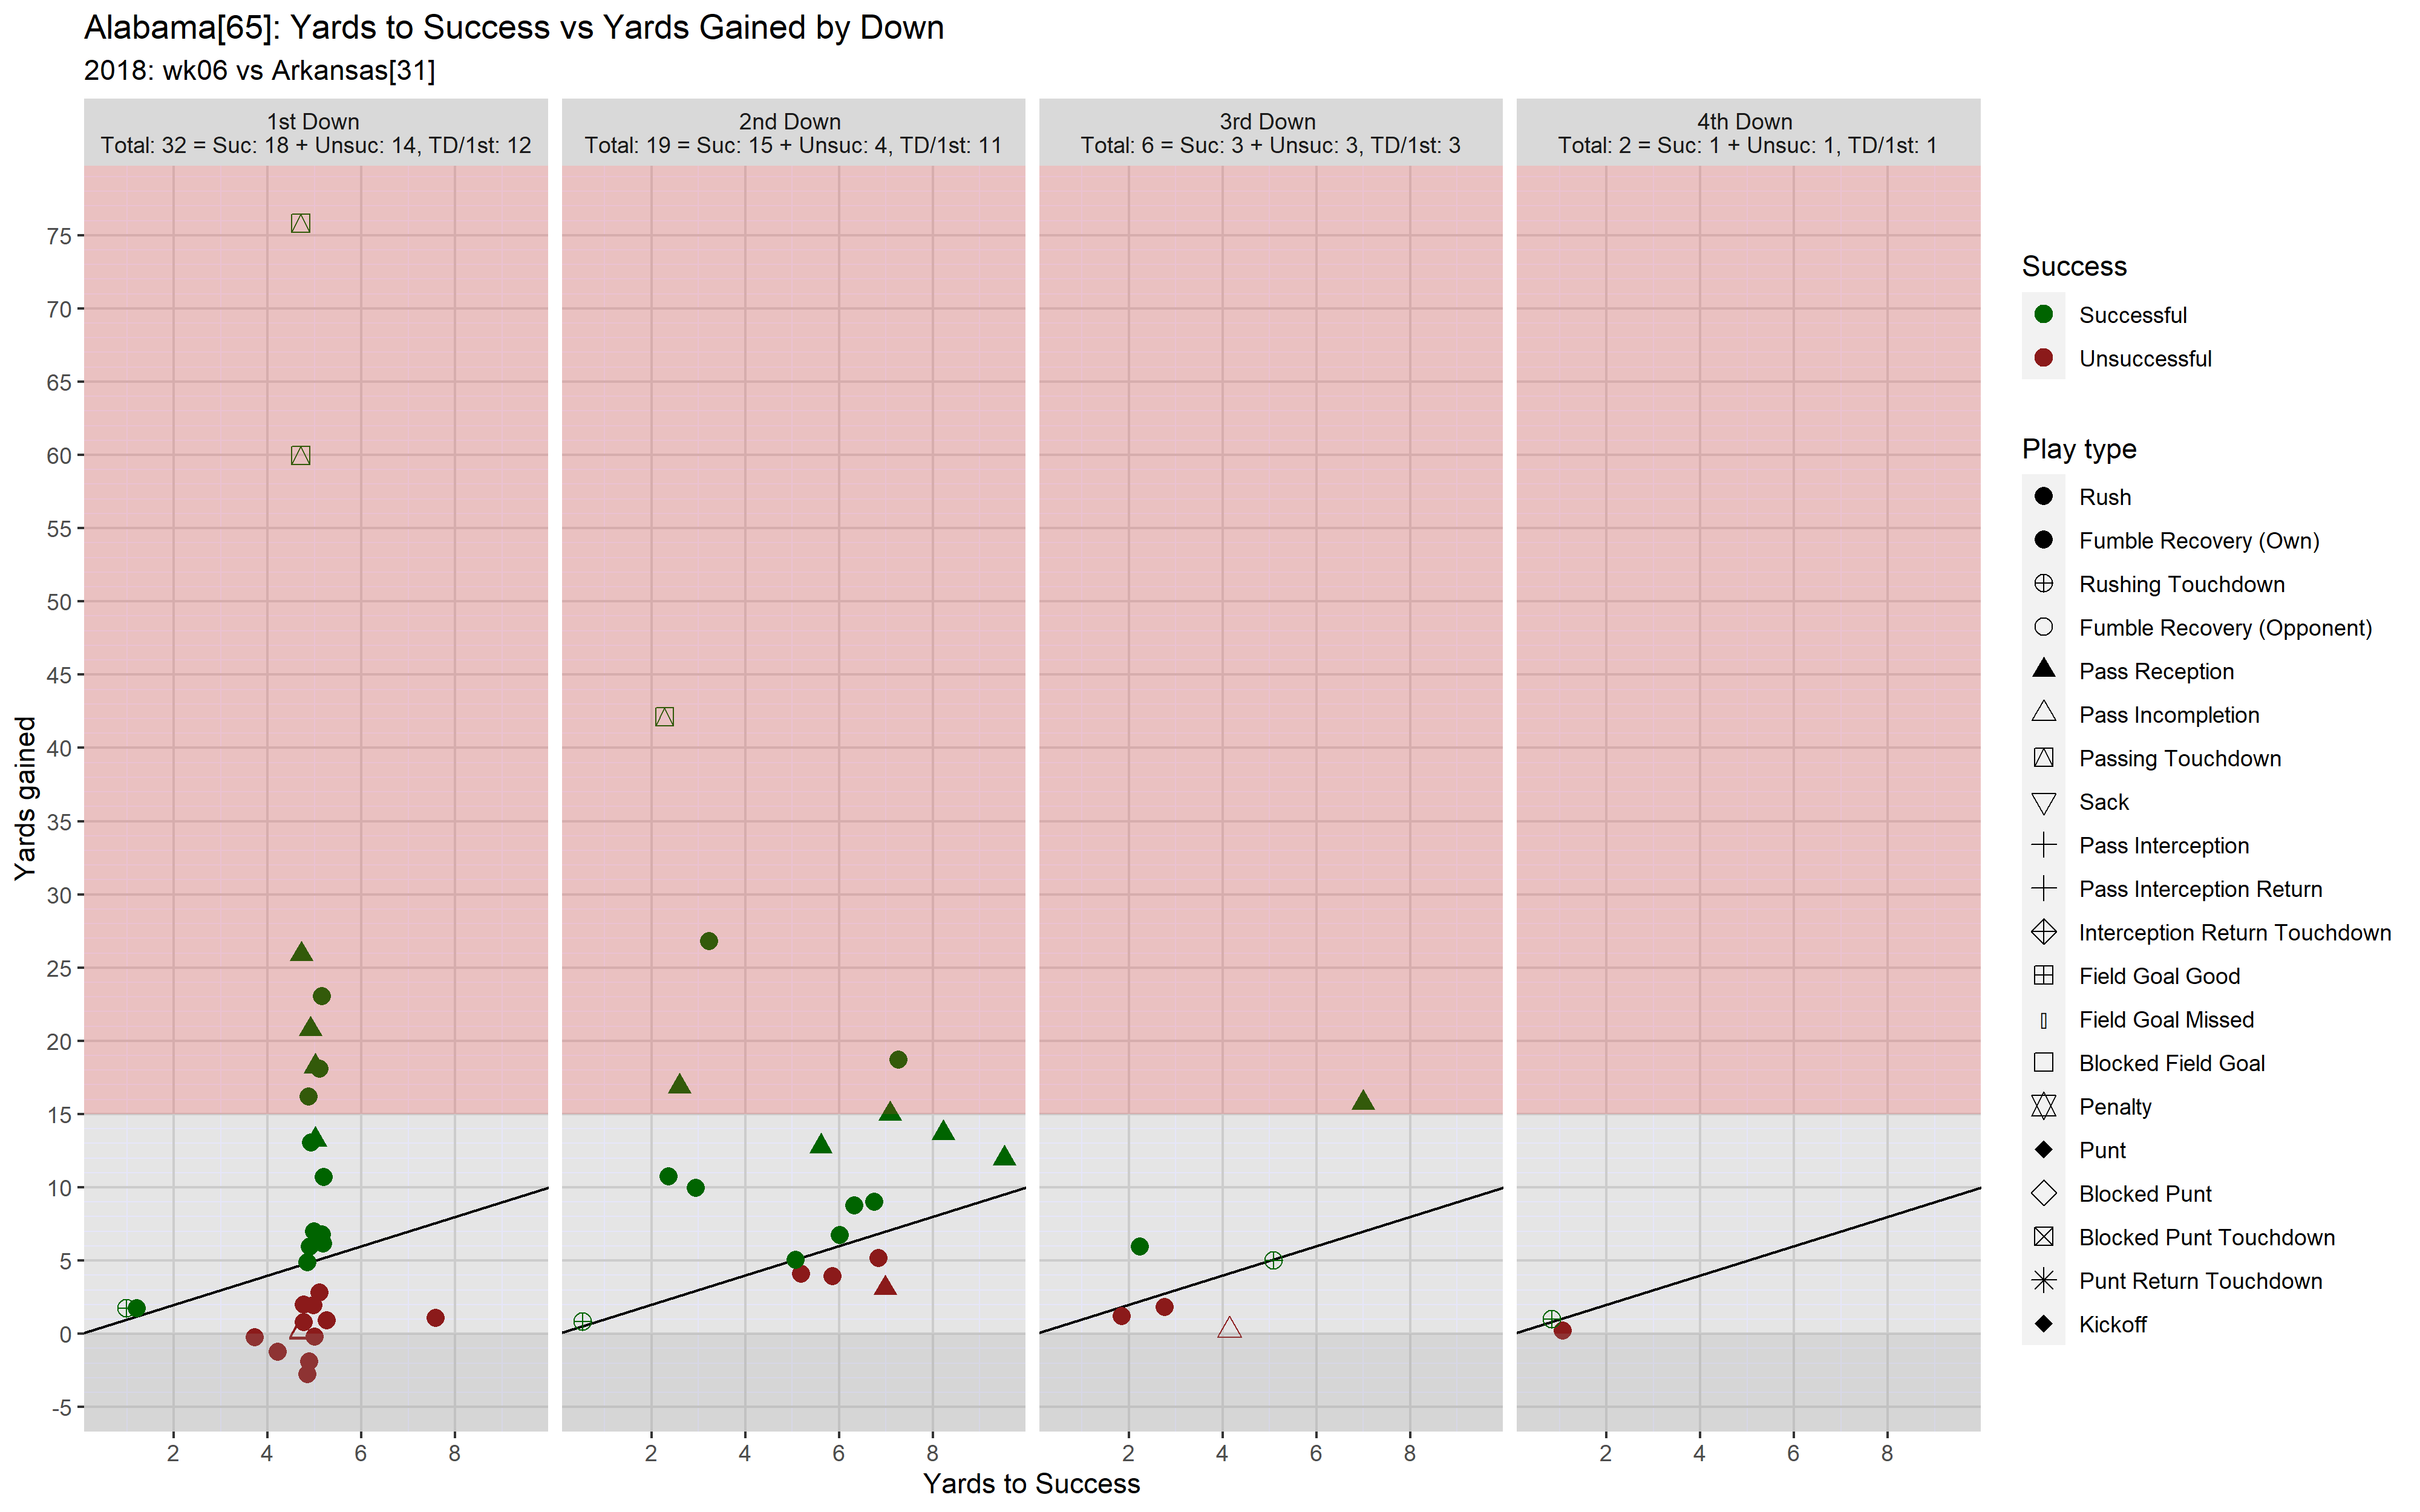 Alabama[65]: Yards to Success vs Yards Gained by Down
2018: wk06 vs Arkansas[31]
1st Down
Total: 32 = Suc: 18 + Unsuc: 14, TD/1st: 12
2nd Down
Total: 19 = Suc: 15 + Unsuc: 4, TD/1st: 11
3rd Down
Total: 6 = Suc: 3 + Unsuc: 3, TD/1st: 3
4th Down
Total: 2 = Suc: 1 + Unsuc: 1, TD/1st: 1
Yards gained
75
70
65
60
55
50
45
40
35
30
25
20
15
10
5
0
-5
2 4 6 8
2 4 6 8
2 4 6 8
2 4 6 8
Yards to Success
Success
Successful
Unsuccessful
Play type
Rush
Fumble Recovery (Own)
Rushing Touchdown
Fumble Recovery (Opponent)
Pass Reception
Pass Incompletion
Passing Touchdown
Sack
Pass Interception
Pass Interception Return
Interception Return Touchdown
Field Goal Good
Field Goal Missed
Blocked Field Goal
Penalty
Punt
Blocked Punt
Blocked Punt Touchdown
Punt Return Touchdown
Kickoff